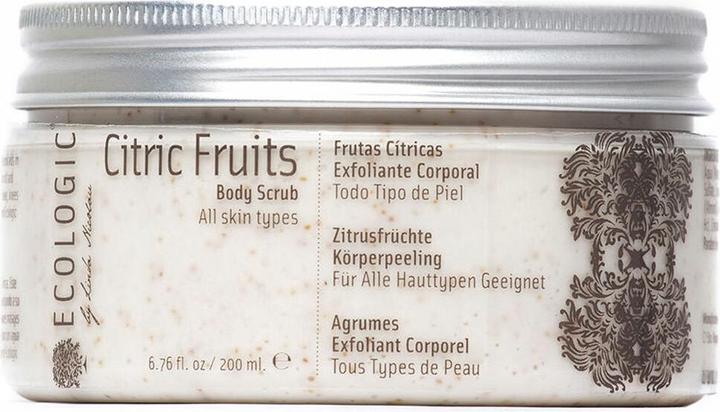 ECOLOGIC
by Linda Nicolau
Citric Fruits
Body Scrub
All skin types
6.76 fl. oz / 200 ml. ℮
Frutas Cítricas
Exfoliante Corporal
Todo Tipo de Piel
Zitrusfrüchte
Körperpeeling
Für Alle Hauttypen Geeignet
Agrumes
Exfoliant Corporel
Tous Types de Peau